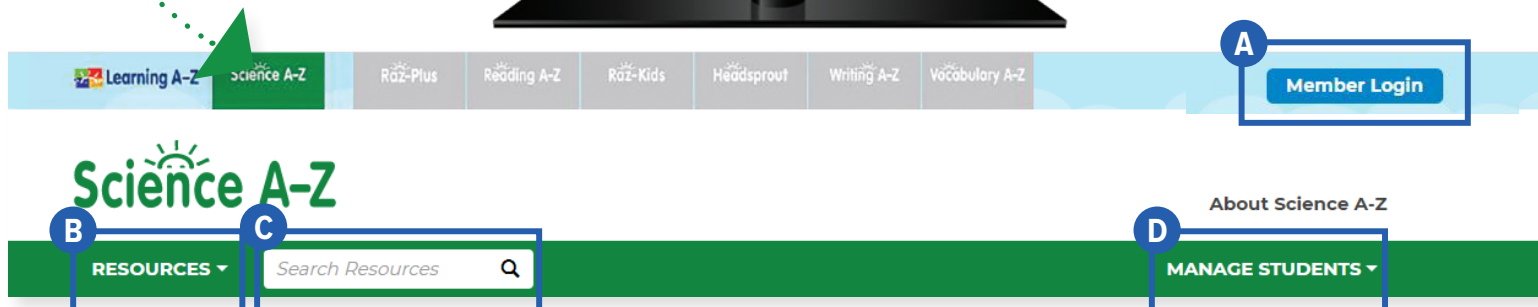 A
Learning A-Z Science A-Z Raz-Plus Reading A-Z Raz-Kids Headsprout Writing A-Z Vocabulary A-Z Member Login
Science A-Z
About Science A-Z
B C D
RESOURCES Search Resources MANAGE STUDENTS